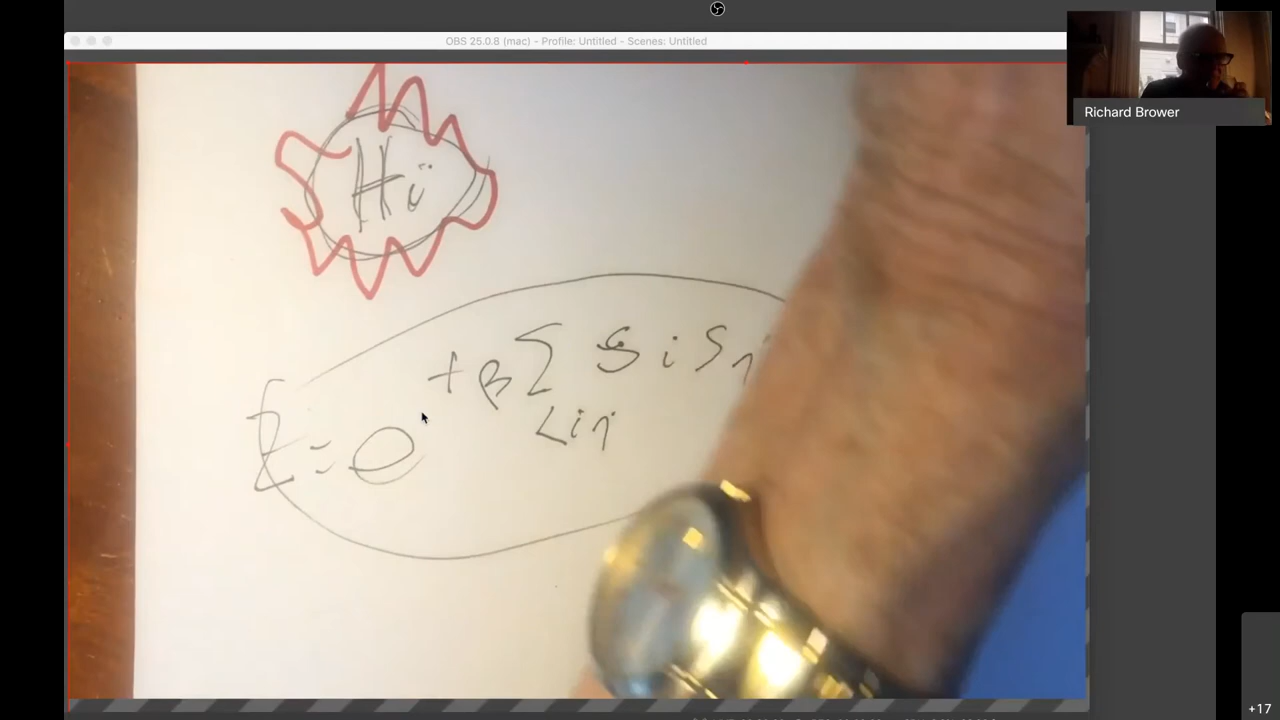 OBS 25.0.8 (mac) - Profile: Untitled - Scenes: Untitled
Richard Brower
Hi
+β∑ SiSj
<ij
Z=e
+17